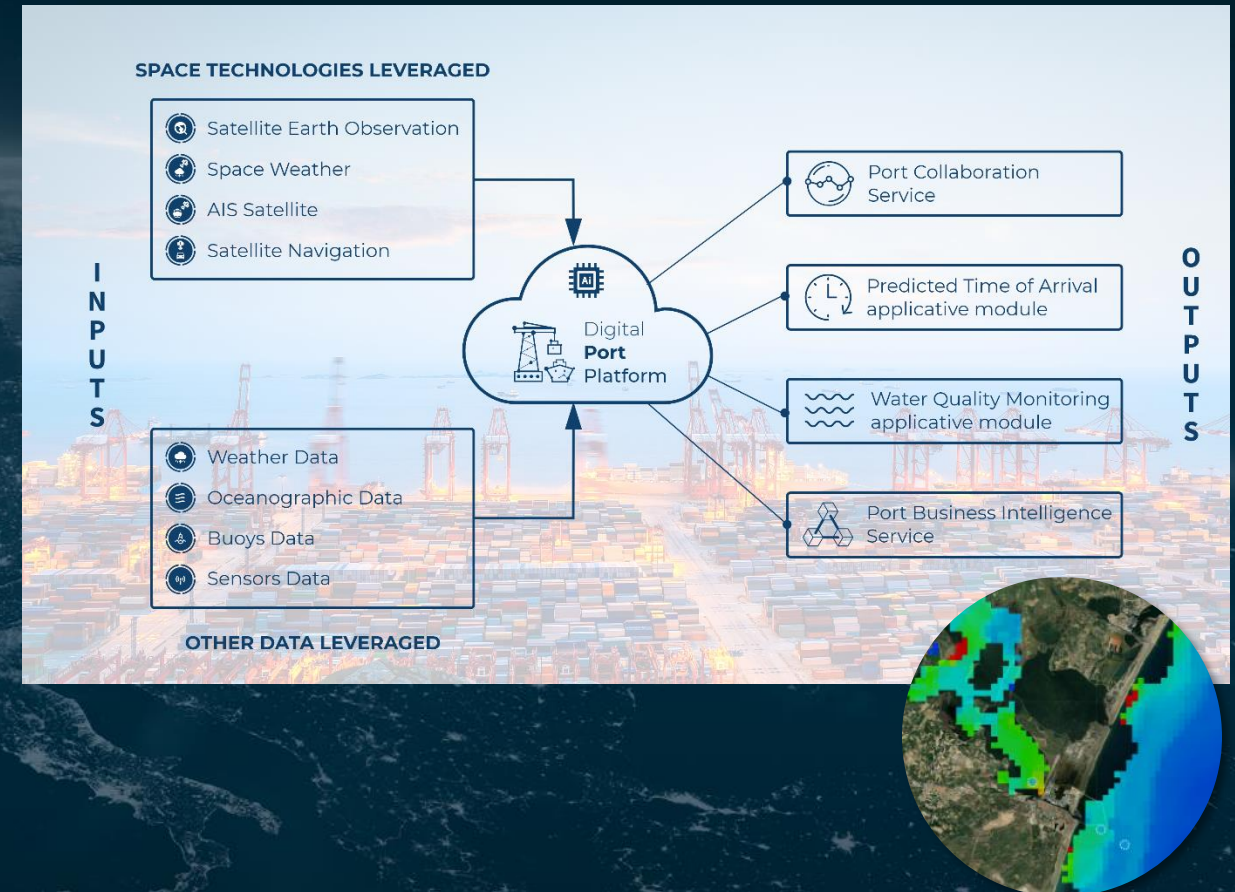 SPACE TECHNOLOGIES LEVERAGED
Satellite Earth Observation
Space Weather
AIS Satellite
Satellite Navigation
INPUTS
Weather Data
Oceanographic Data
Buoys Data
Sensors Data
OTHER DATA LEVERAGED
AI
Digital
Port
Platform
Port Collaboration
Service
Predicted Time of Arrival
applicative module
Water Quality Monitoring
applicative module
Port Business Intelligence
Service
OUTPUTS